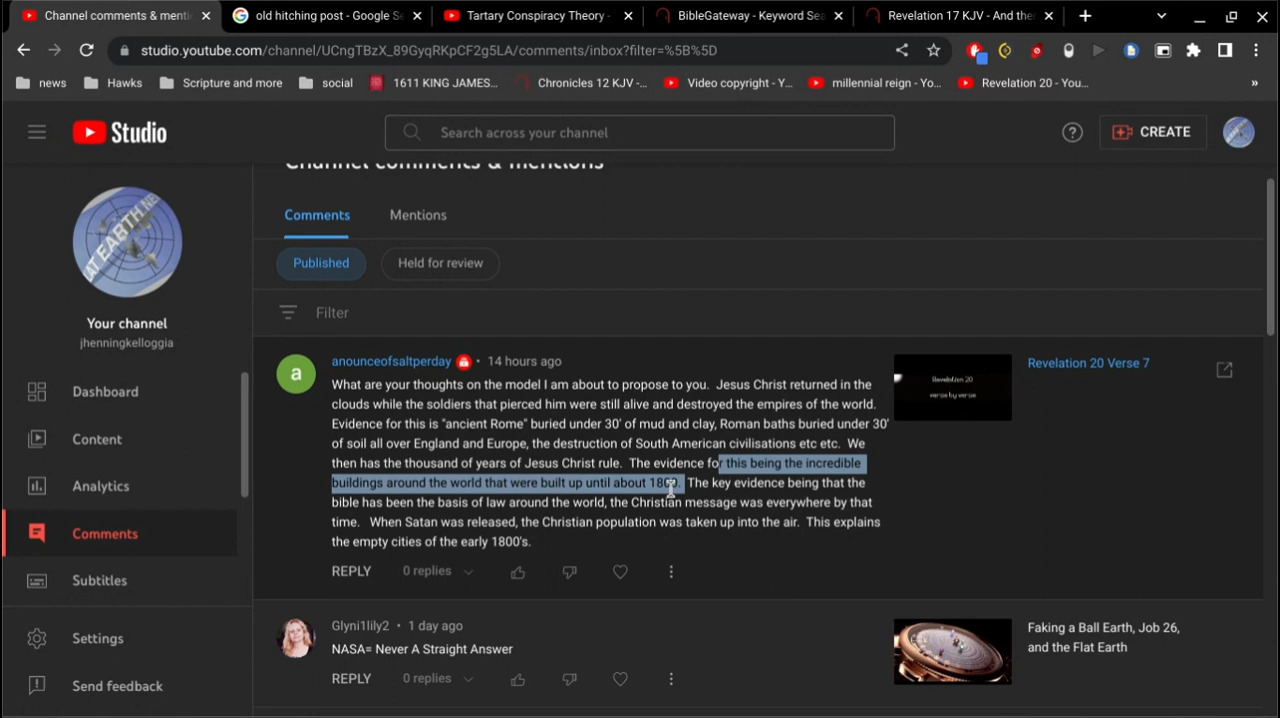 Channel comments & menti
old hitching post - Google Se
Tartary Conspiracy Theory -
BibleGateway - Keyword Sea
Revelation 17 KJV - And the
studio.youtube.com/channel/UCngTBzX_89GyqRKpCF2g5LA/comments/inbox?filter=%5B%5D
news
Hawks
Scripture and more
social
1611 KING JAMES...
Chronicles 12 KJV -...
Video copyright - Y...
millennial reign - Yo...
Revelation 20 - You...
»
Studio
Search across your channel
CREATE
Channel comments & mentions
Comments
Mentions
Published
Held for review
Filter
Your channel
jhenningkelloggia
Dashboard
Content
Analytics
Comments
Subtitles
Settings
Send feedback
a
anounceofsaltperday • 14 hours ago
What are your thoughts on the model I am about to propose to you. Jesus Christ returned in the
clouds while the soldiers that pierced him were still alive and destroyed the empires of the world.
Evidence for this is "ancient Rome" buried under 30' of mud and clay, Roman baths buried under 30'
of soil all over England and Europe, the destruction of South American civilisations etc etc. We
then has the thousand of years of Jesus Christ rule. The evidence for this being the incredible
buildings around the world that were built up until about 1800. The key evidence being that the
bible has been the basis of law around the world, the Christian message was everywhere by that
time. When Satan was released, the Christian population was taken up into the air. This explains
the empty cities of the early 1800's.
REPLY
0 replies
Revelation 20
verse by verse
Revelation 20 Verse 7
Glyni1lily2 • 1 day ago
NASA= Never A Straight Answer
REPLY
0 replies
Faking a Ball Earth, Job 26,
and the Flat Earth